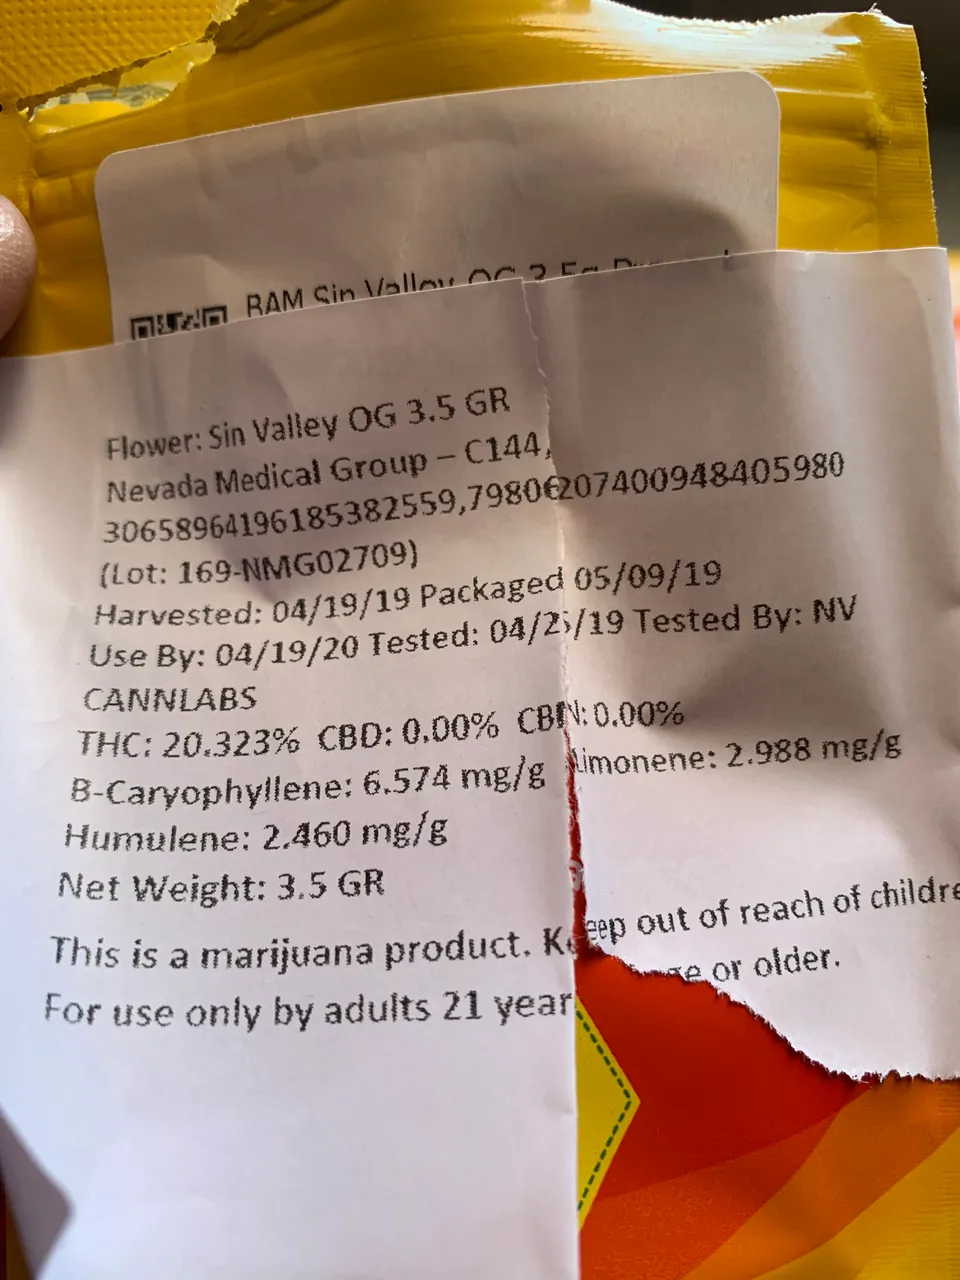 BAM Sin Valley OG 3.5g
Flower: Sin Valley OG 3.5 GR
Nevada Medical Group – C144,
30658964196185382559,79806207400948405980
(Lot: 169-NMG02709)
Harvested: 04/19/19 Packaged 05/09/19
Use By: 04/19/20 Tested: 04/25/19 Tested By: NV
CANNLABS
THC: 20.323% CBD: 0.00% CBN: 0.00%
B-Caryophyllene: 6.574 mg/g Limonene: 2.988 mg/g
Humulene: 2.460 mg/g
Net Weight: 3.5 GR
This is a marijuana product. Keep out of reach of childre
For use only by adults 21 year ge or older.